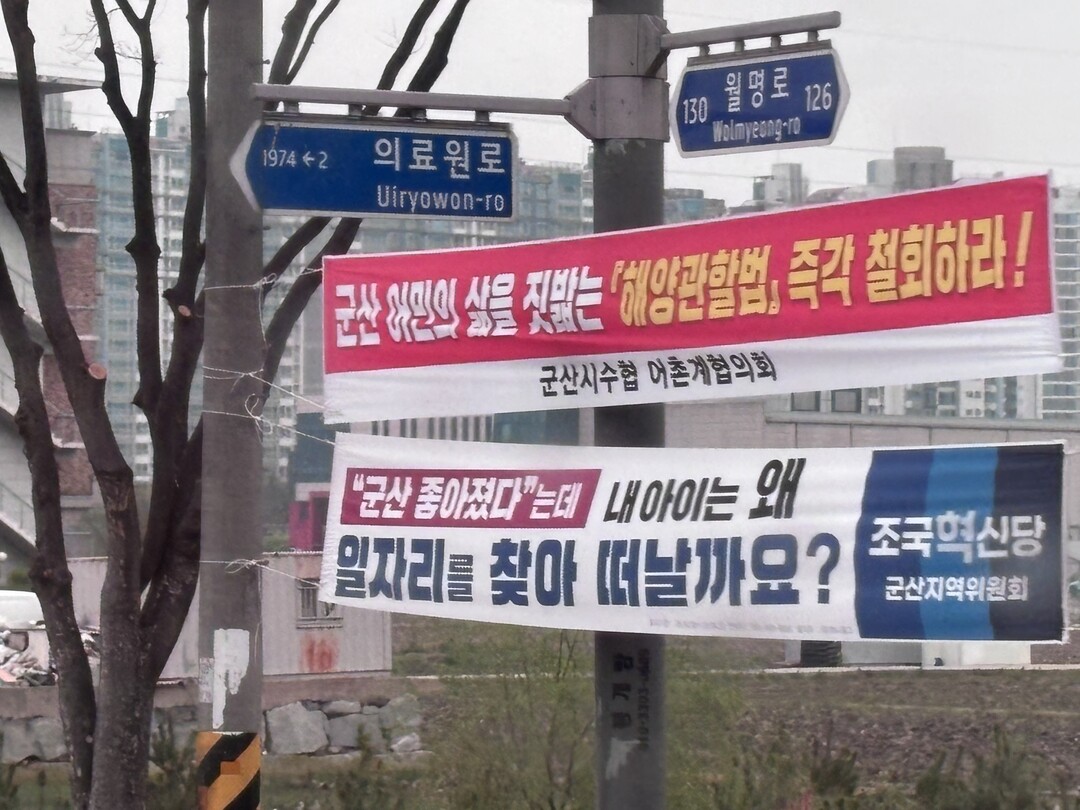 1974 ← 2 의료원로
Uiryowon-ro
130 월명로 126
Wolmyeong-ro
군산 어민의 삶을 짓밟는 「해양관할법」 즉각 철회하라!
군산시수협 어촌계협의회
"군산 좋아졌다"는데 내 아이는 왜
일자리를 찾아 떠날까요?
조국혁신당
군산지역위원회